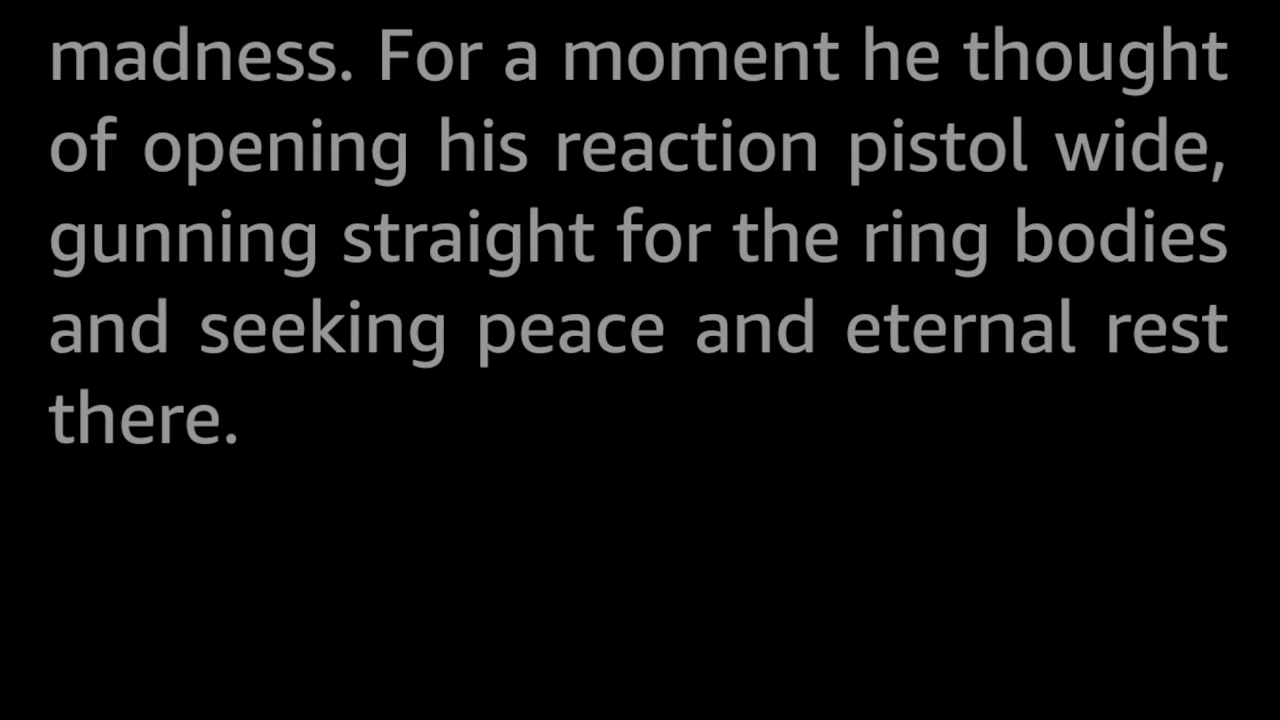 madness. For a moment he thought
of opening his reaction pistol wide,
gunning straight for the ring bodies
and seeking peace and eternal rest
there.